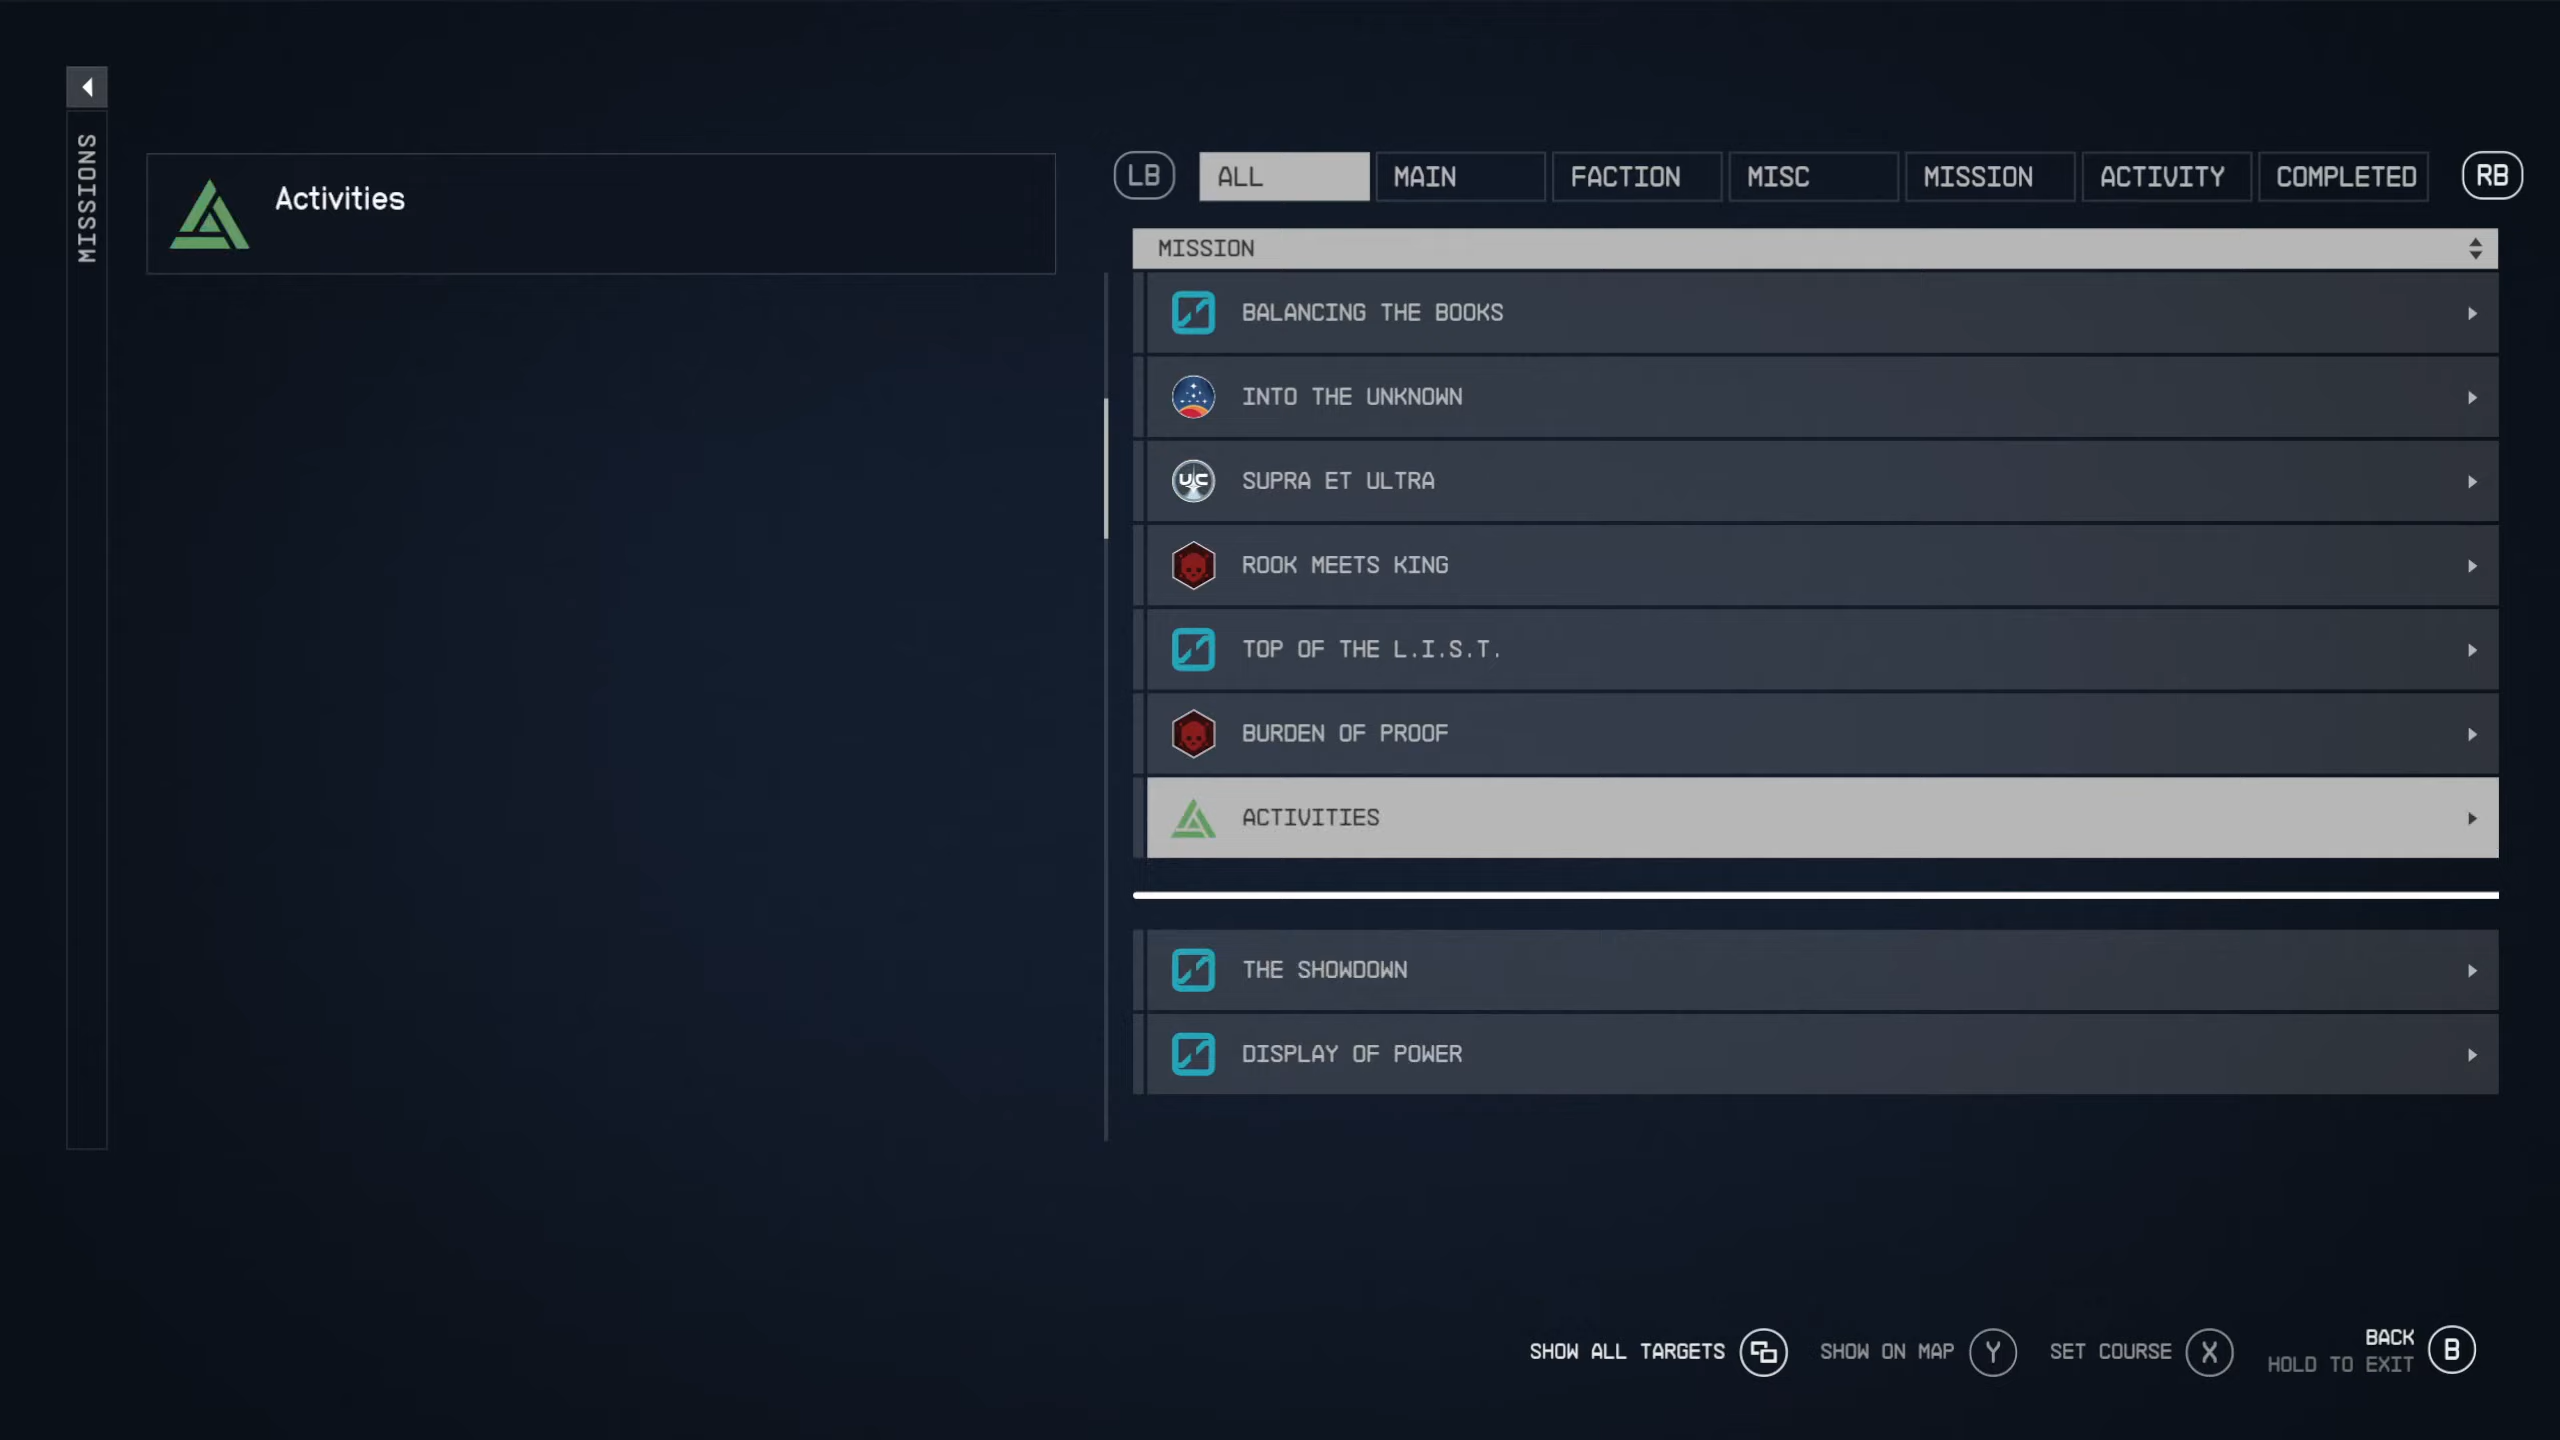 MISSIONS
Activities
LB
ALL
MAIN
FACTION
MISC
MISSION
ACTIVITY
COMPLETED
RB
MISSION
BALANCING THE BOOKS
INTO THE UNKNOWN
UC
SUPRA ET ULTRA
ROOK MEETS KING
TOP OF THE L.I.S.T.
BURDEN OF PROOF
ACTIVITIES
THE SHOWDOWN
DISPLAY OF POWER
SHOW ALL TARGETS
SHOW ON MAP
Y
SET COURSE
X
BACK
HOLD TO EXIT
B